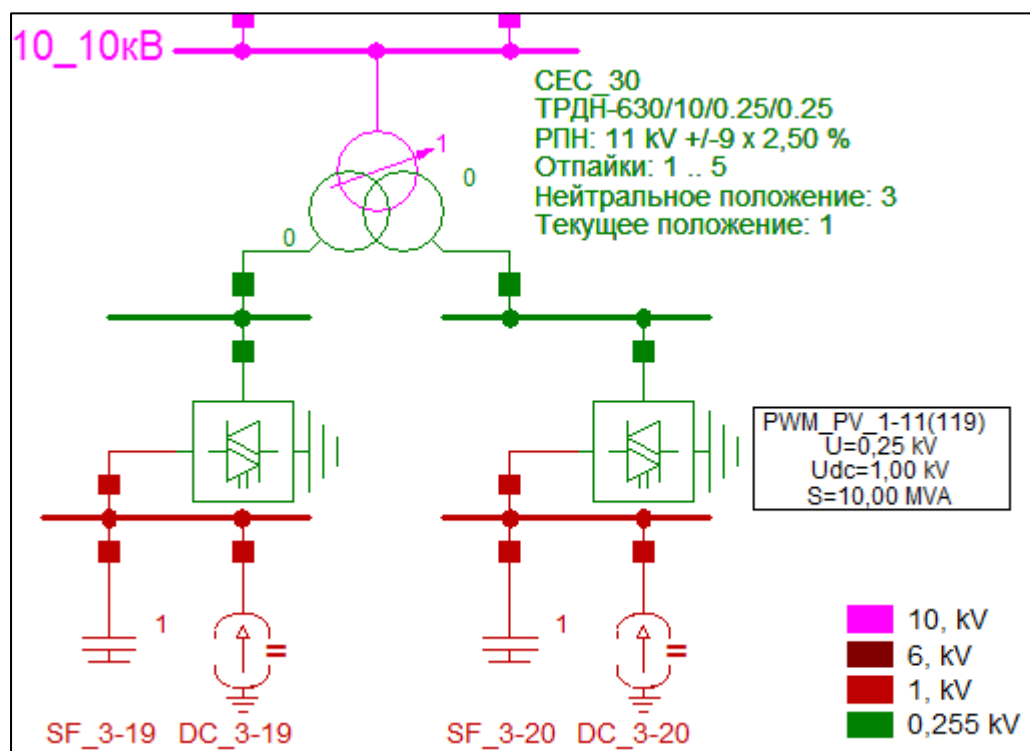 10_10кВ
СЕС_30
ТРДН-630/10/0.25/0.25
РПН: 11 kV +/-9 x 2,50 %
Отпайки: 1 .. 5
Нейтральное положение: 3
Текущее положение: 1
1
0
0
PWM_PV_1-11(119)
U=0,25 kV
Udc=1,00 kV
S=10,00 MVA
1
=
1
=
10, kV
6, kV
1, kV
0,255 kV
SF_3-19 DC_3-19 SF_3-20 DC_3-20